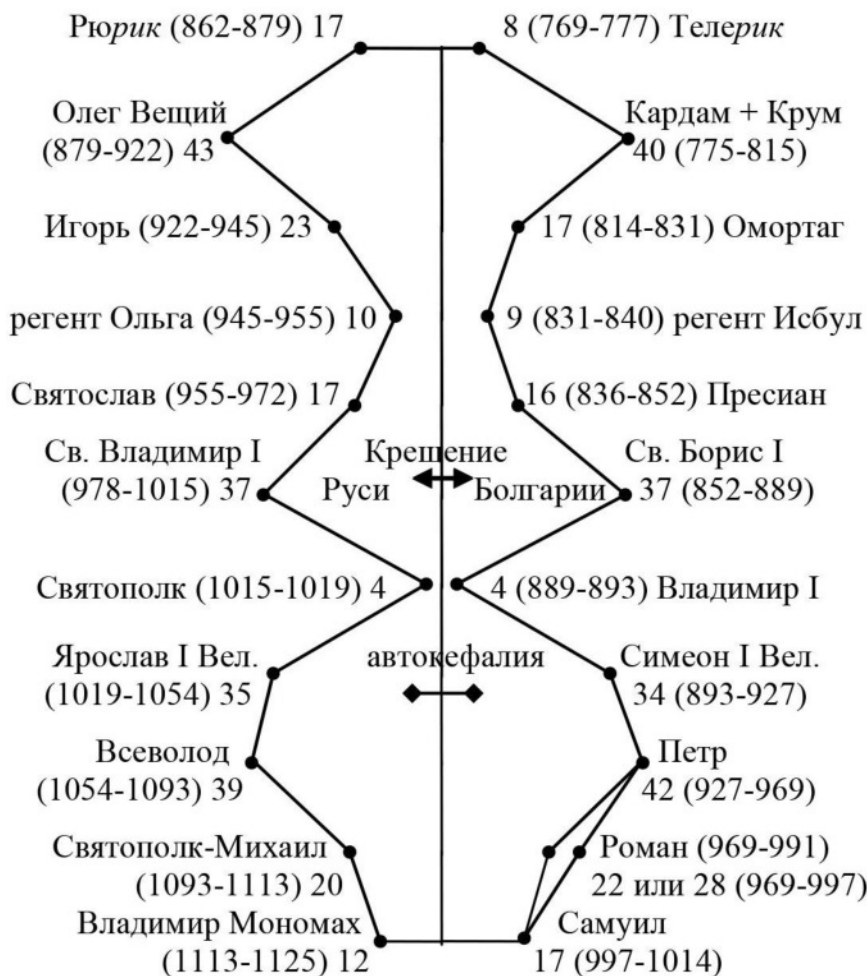 Рюрик (862-879) 17
8 (769-777) Телерик
Олег Вещий
(879-922) 43
Кардам + Крум
40 (775-815)
Игорь (922-945) 23
17 (814-831) Омортаг
регент Ольга (945-955) 10
9 (831-840) регент Исбул
Святослав (955-972) 17
16 (836-852) Пресиан
Св. Владимир I
(978-1015) 37
Крещение
Руси
Болгарии
Св. Борис I
37 (852-889)
Святополк (1015-1019) 4
4 (889-893) Владимир I
Ярослав I Вел.
(1019-1054) 35
автокефалия
Симеон I Вел.
34 (893-927)
Всеволод
(1054-1093) 39
Петр
42 (927-969)
Святополк-Михаил
(1093-1113) 20
Роман (969-991)
22 или 28 (969-997)
Владимир Мономах
(1113-1125) 12
Самуил
17 (997-1014)